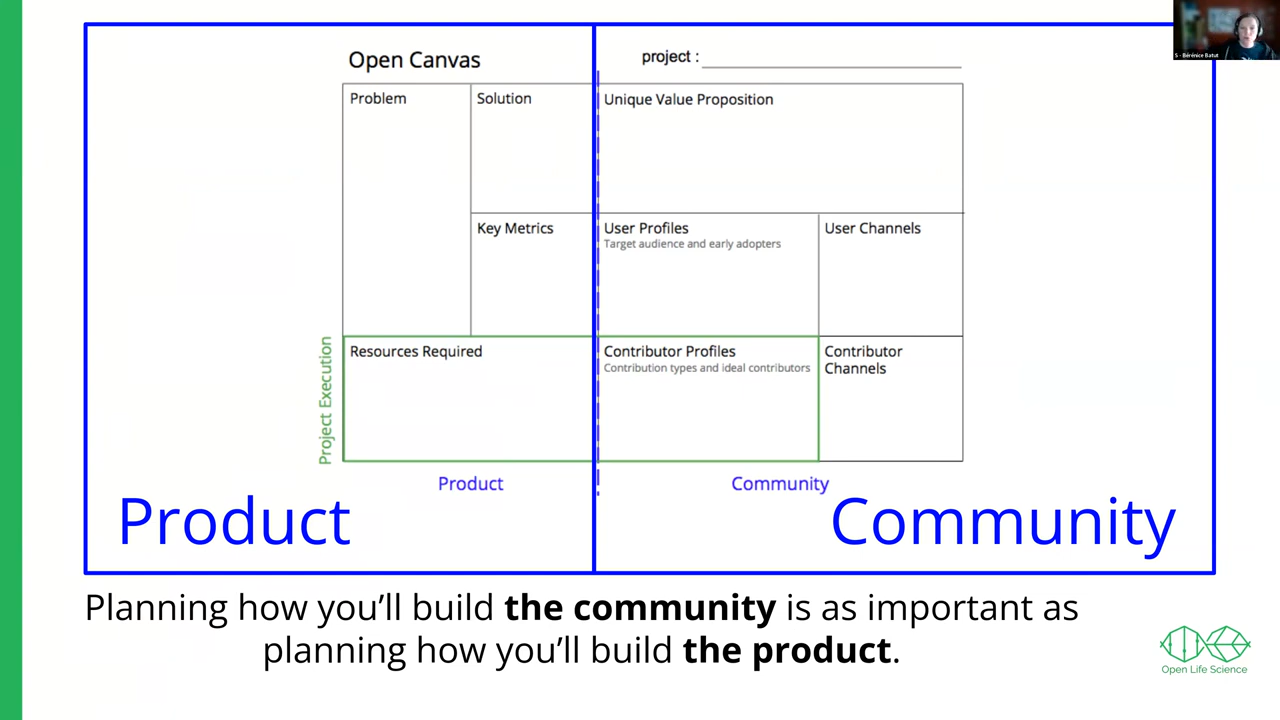 Open Canvas
project :
Problem
Solution
Unique Value Proposition
Key Metrics
User Profiles
Target audience and early adopters
User Channels
Project Execution
Resources Required
Contributor Profiles
Contribution types and ideal contributors
Contributor
Channels
Product
Community
Product
Community
Planning how you’ll build the community is as important as
planning how you’ll build the product.
Open Life Science
S - Bérénice Batut